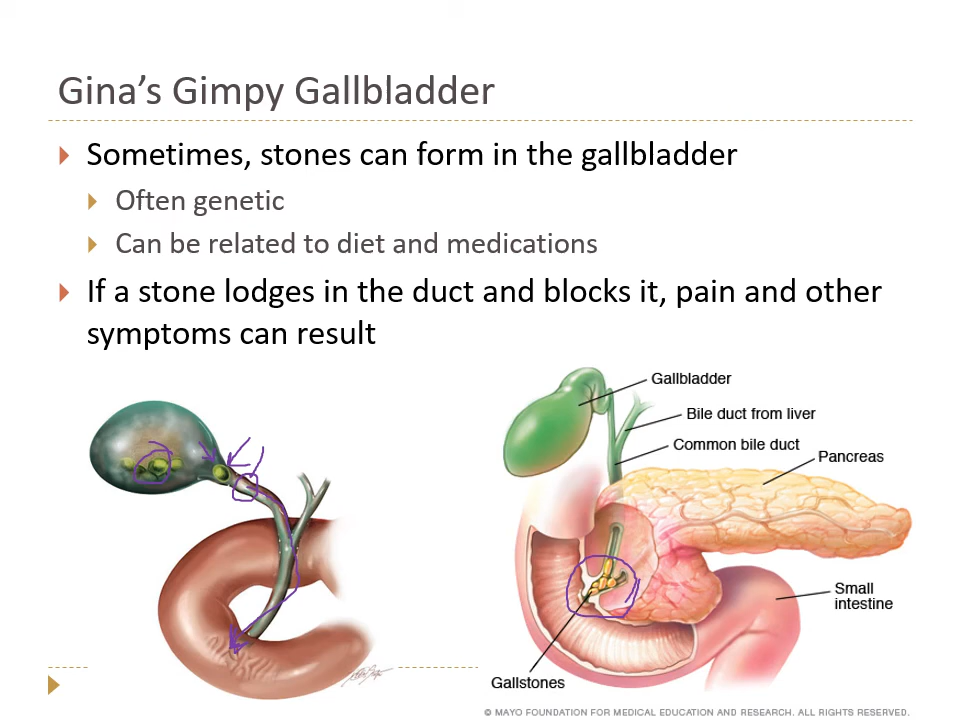 Gina’s Gimpy Gallbladder
Sometimes, stones can form in the gallbladder
Often genetic
Can be related to diet and medications
If a stone lodges in the duct and blocks it, pain and other
symptoms can result
Gallbladder
Bile duct from liver
Common bile duct
Pancreas
Small
intestine
Gallstones
© MAYO FOUNDATION FOR MEDICAL EDUCATION AND RESEARCH. ALL RIGHTS RESERVED.